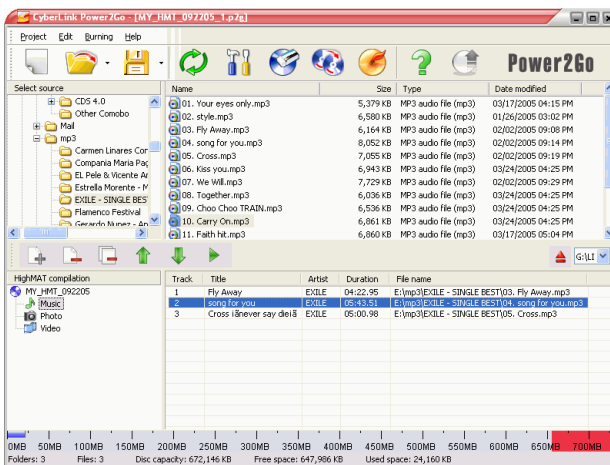 CyberLink Power2Go - [MY_HMT_092205_1.p2g]
Project Edit Burning Help
Power2Go
Select source
Name Size Type Date modified
CDS 4.0
Other Comobo
Mail
mp3
Carmen Linares Cor
Compania Maria Pag
EL Pele & Vicente Ar
Estrella Morente - M
EXILE - SINGLE BEST
Flamenco Festival
Gerardo Nunez - An
01. Your eyes only.mp3 5,379 KB MP3 audio file (mp3) 03/17/2005 04:15 PM
02. style.mp3 6,580 KB MP3 audio file (mp3) 01/26/2005 03:02 PM
03. Fly Away.mp3 6,164 KB MP3 audio file (mp3) 02/02/2005 09:08 PM
04. song for you.mp3 8,052 KB MP3 audio file (mp3) 02/02/2005 09:14 PM
05. Cross.mp3 7,055 KB MP3 audio file (mp3) 02/02/2005 09:19 PM
06. Kiss you.mp3 6,943 KB MP3 audio file (mp3) 03/24/2005 04:25 PM
07. We Will.mp3 7,729 KB MP3 audio file (mp3) 02/02/2005 09:29 PM
08. Together.mp3 6,036 KB MP3 audio file (mp3) 03/24/2005 04:25 PM
09. Choo Choo TRAIN.mp3 6,536 KB MP3 audio file (mp3) 03/24/2005 04:25 PM
10. Carry On.mp3 6,861 KB MP3 audio file (mp3) 03/24/2005 04:25 PM
11. Faith hit.mp3 6,860 KB MP3 audio file (mp3) 03/17/2005 05:04 PM
G:\LI
HighMAT compilation
MY_HMT_092205
Music
Photo
Video
Track Title Artist Duration File name
1 Fly Away EXILE 04:22.95 E:\mp3\EXILE - SINGLE BEST\03. Fly Away.mp3
2 song for you EXILE 05:43.51 E:\mp3\EXILE - SINGLE BEST\04. song for you.mp3
3 Cross íãnever say dieíã EXILE 05:00.98 E:\mp3\EXILE - SINGLE BEST\05. Cross.mp3
0MB 50MB 100MB 150MB 200MB 250MB 300MB 350MB 400MB 450MB 500MB 550MB 600MB 650MB 700MB
Folders: 3 Files: 3 Disc capacity: 672,146 KB Free space: 647,986 KB Used space: 24,160 KB